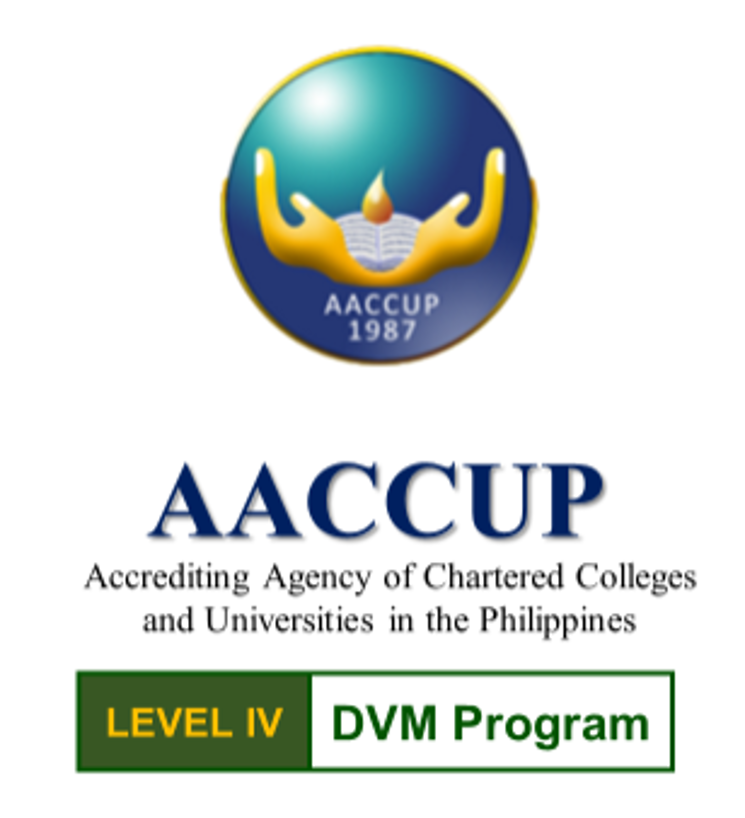 AACCUP
1987
AACCUP
Accrediting Agency of Chartered Colleges
and Universities in the Philippines
LEVEL IV DVM Program